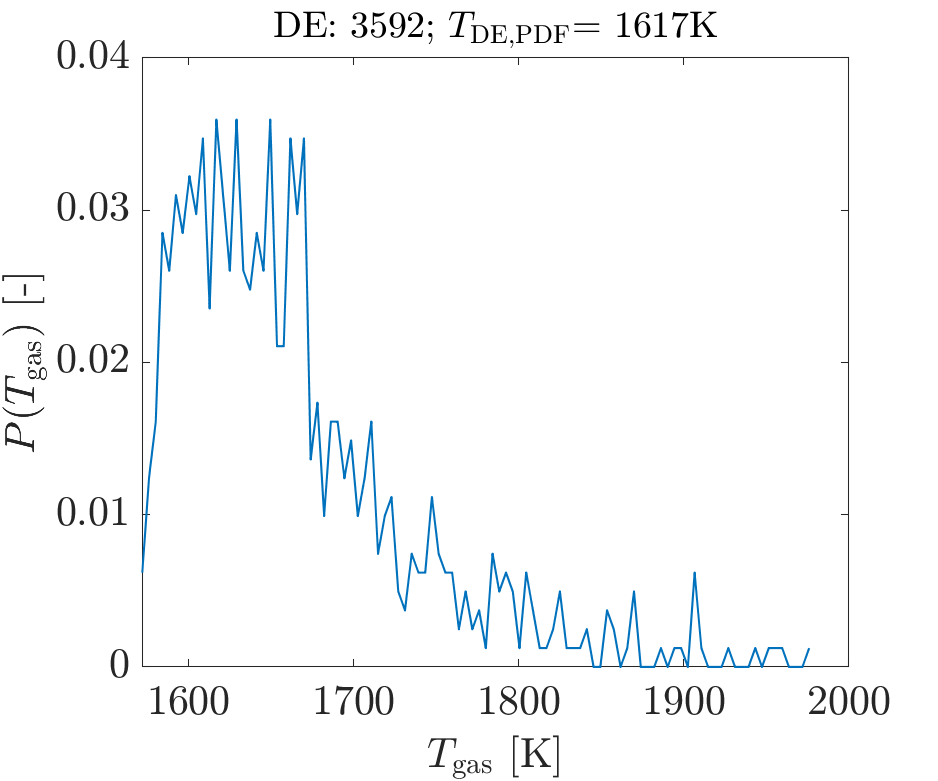 DE: 3592; T_DE,PDF= 1617K
0.04
0.03
0.02
0.01
0
P(T_gas) [-]
1600 1700 1800 1900 2000
T_gas [K]